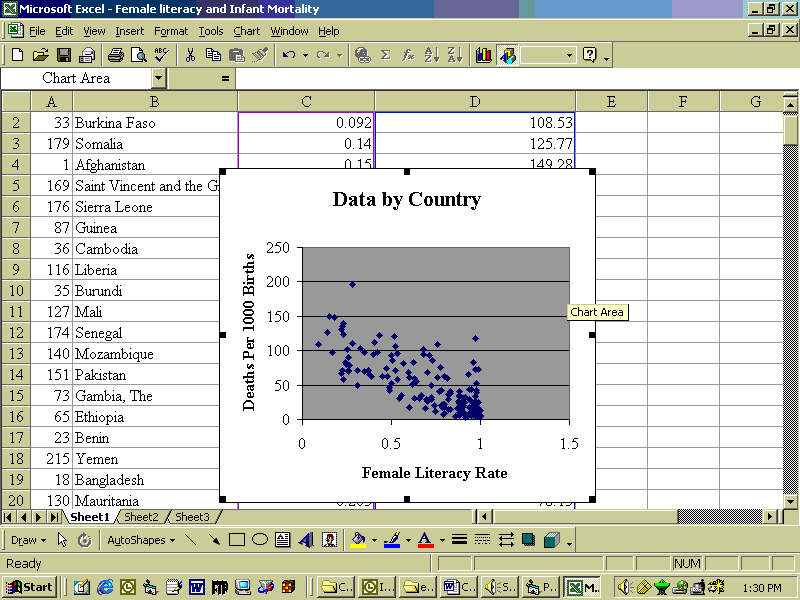 Microsoft Excel - Female literacy and Infant Mortality
File Edit View Insert Format Tools Chart Window Help
Chart Area =
A B C D E F G
2 33 Burkina Faso 0.092 108.53
3 179 Somalia 0.14 125.77
4 1 Afghanistan 0.15 149.28
5 169 Saint Vincent and the G
6 176 Sierra Leone
7 87 Guinea
8 36 Cambodia
9 116 Liberia
10 35 Burundi
11 127 Mali
12 174 Senegal
13 140 Mozambique
14 151 Pakistan
15 73 Gambia, The
16 65 Ethiopia
17 23 Benin
18 215 Yemen
19 18 Bangladesh
20 130 Mauritania
Data by Country
Deaths Per 1000 Births
250
200
150
100
50
0
0 0.5 1 1.5
Female Literacy Rate
Chart Area
Sheet1 Sheet2 Sheet3
Draw AutoShapes
Ready NUM
Start C.. I... e.. C.. S.. P.. M.. 1:30 PM